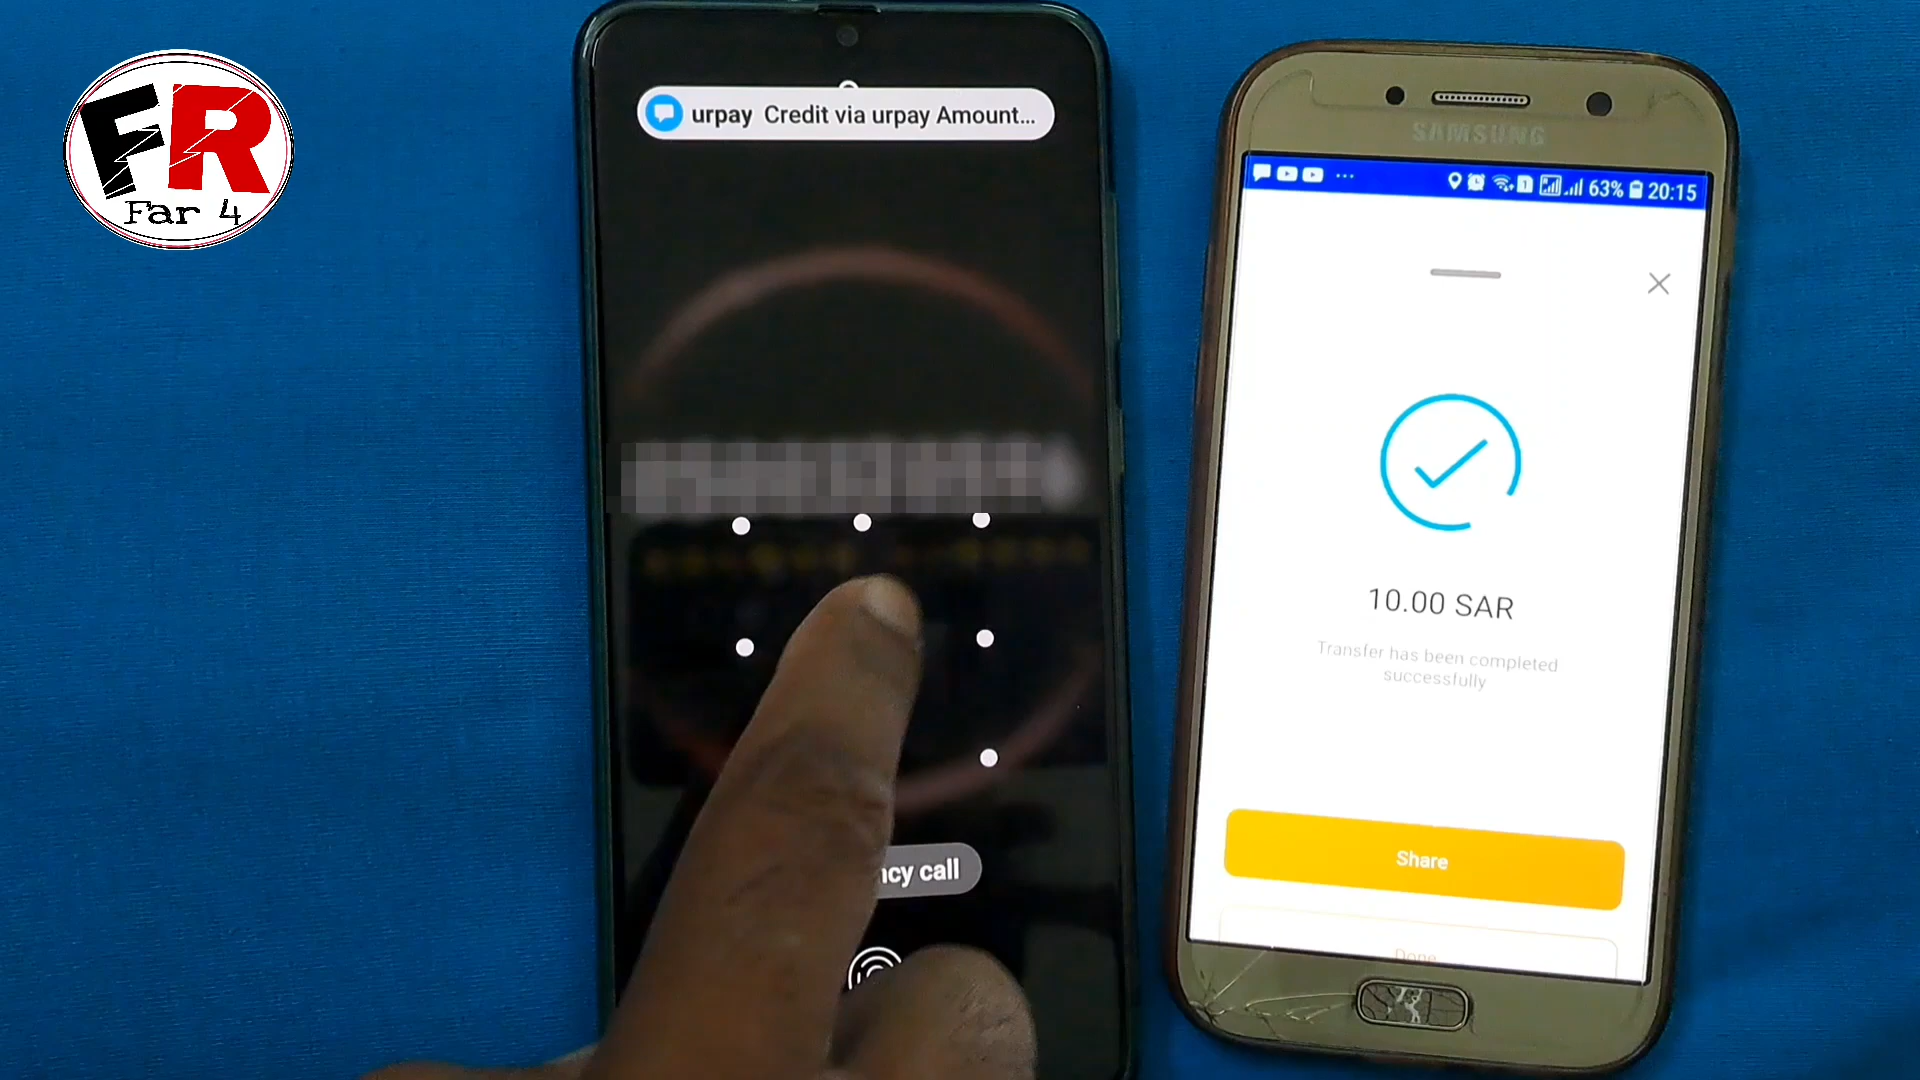 FR
Far 4
urpay Credit via urpay Amount...
ncy call
SAMSUNG
63% 20:15
10.00 SAR
Transfer has been completed
successfully
Share
Done